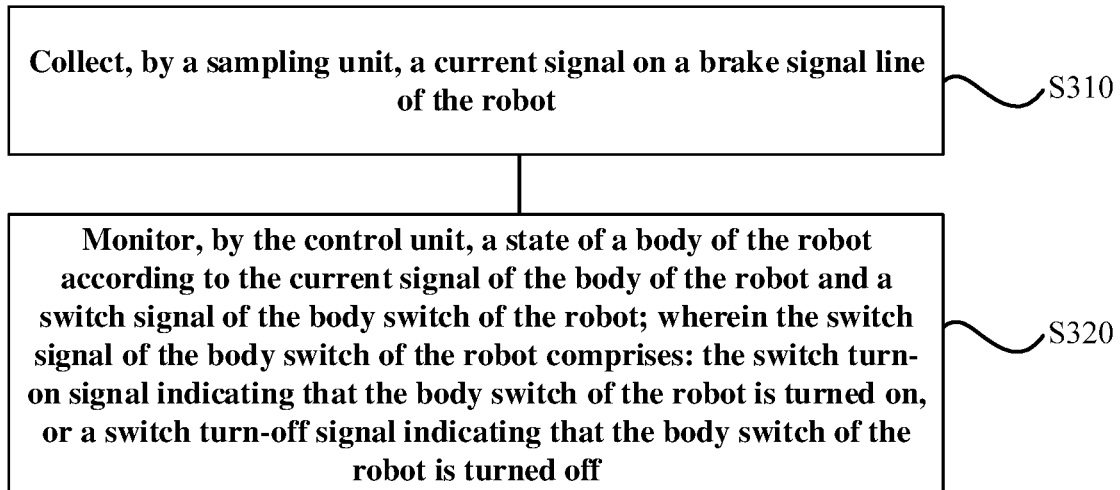 Collect, by a sampling unit, a current signal on a brake signal line
of the robot
S310
Monitor, by the control unit, a state of a body of the robot
according to the current signal of the body of the robot and a
switch signal of the body switch of the robot; wherein the switch
signal of the body switch of the robot comprises: the switch turn-
on signal indicating that the body switch of the robot is turned on,
or a switch turn-off signal indicating that the body switch of the
robot is turned off
S320